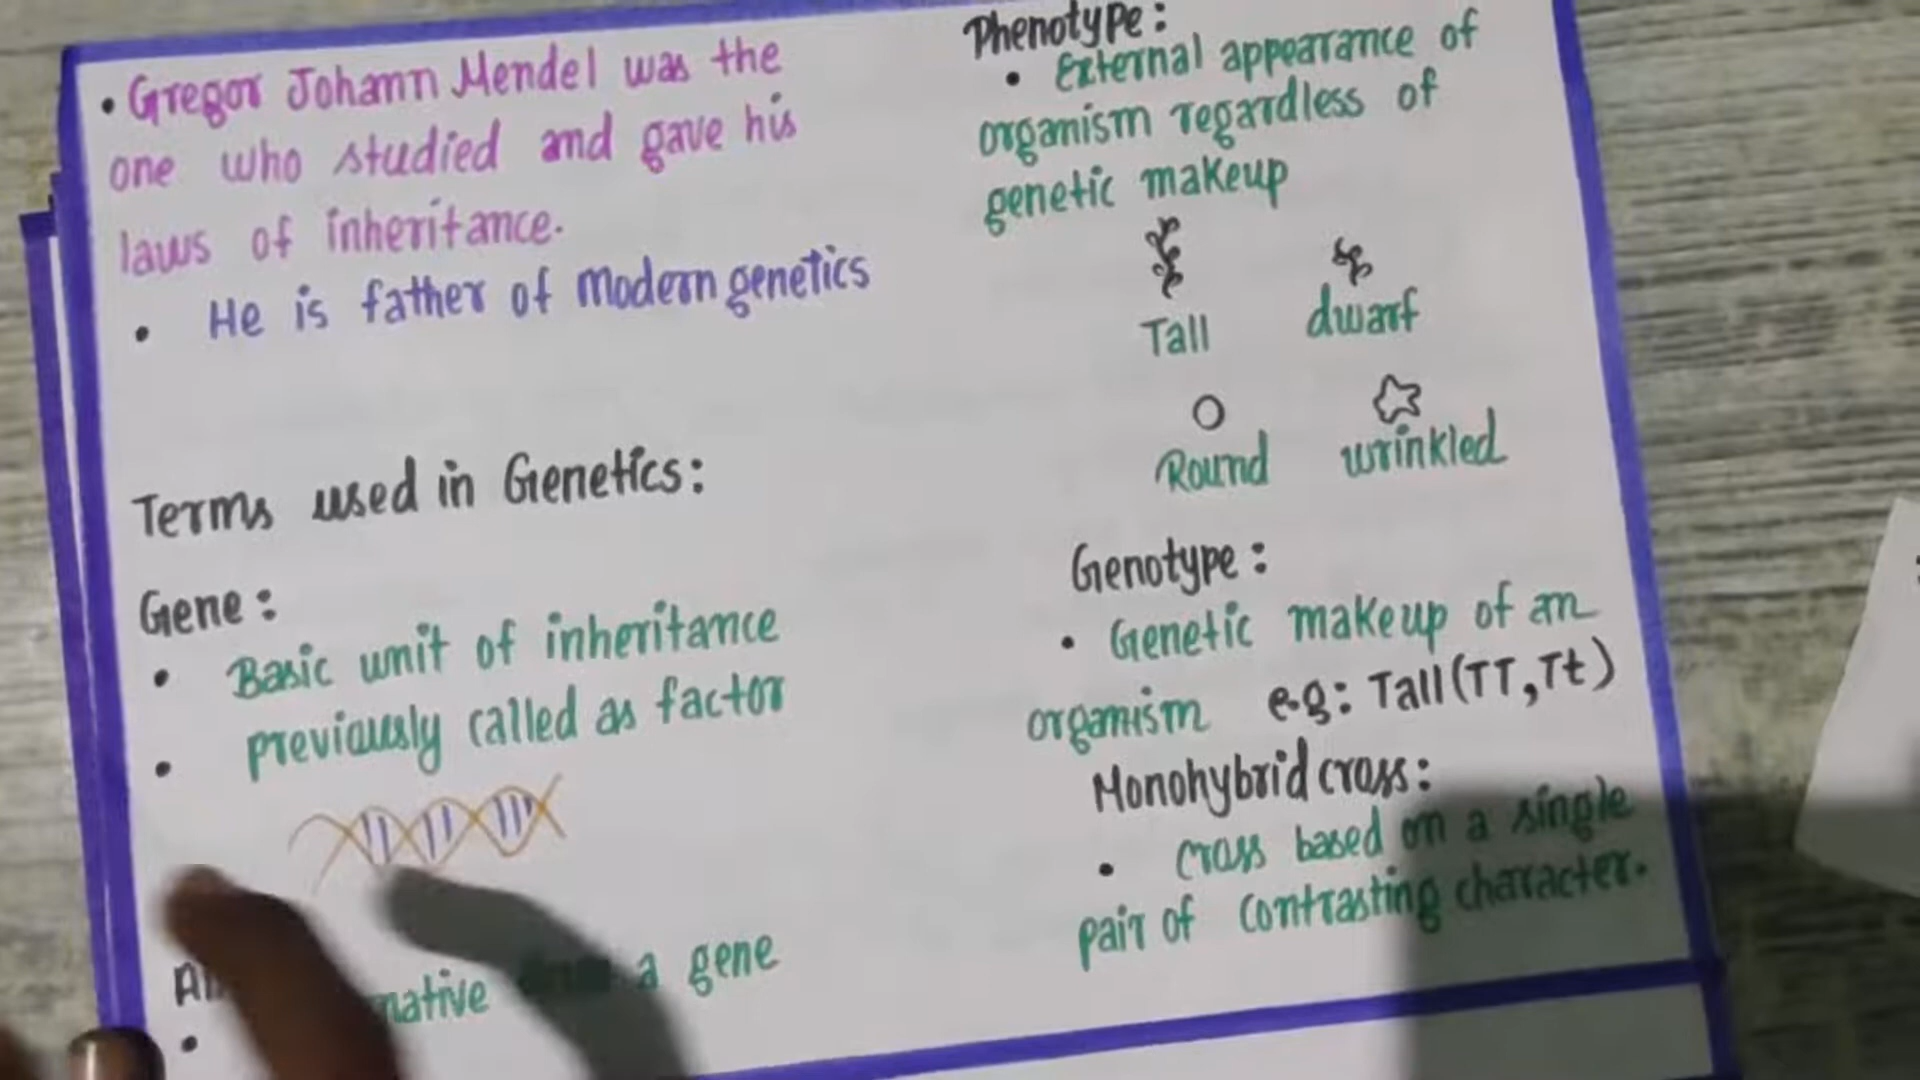 • Gregor Johann Mendel was the
one who studied and gave his
laws of inheritance.
• He is father of Modern genetics
Terms used in Genetics:
Gene:
• Basic unit of inheritance
• previously called as factor
a gene
•
Phenotype:
• External appearance of
organism regardless of
genetic makeup
Tall dwarf
Round wrinkled
Genotype:
• Genetic makeup of an
organism e.g: Tall (TT, Tt)
Monohybrid cross:
• cross based on a single
pair of contrasting character.